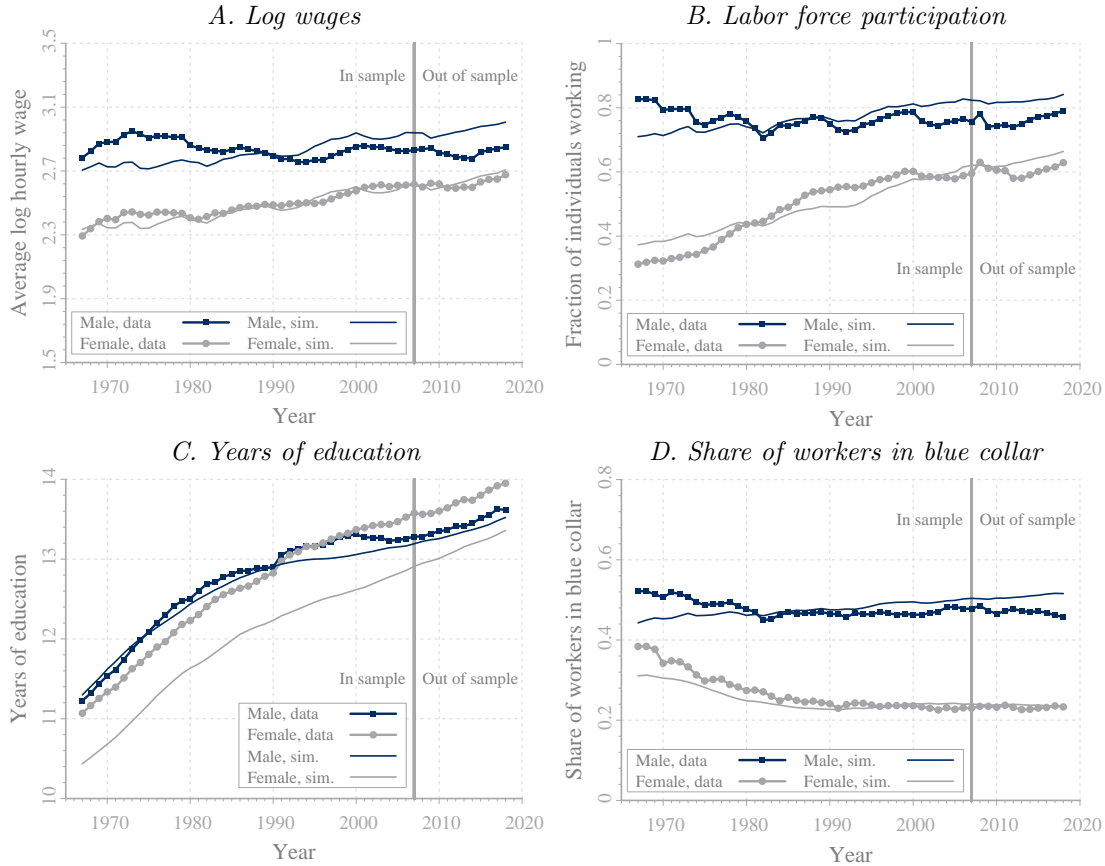 A. Log wages
Average log hourly wage
3.5
3.1
2.7
2.3
1.9
1.5
In sample Out of sample
Male, data Male, sim.
Female, data Female, sim.
1970 1980 1990 2000 2010 2020
Year
B. Labor force participation
Fraction of individuals working
1
0.8
0.6
0.4
0.2
0
In sample Out of sample
Male, data Male, sim.
Female, data Female, sim.
1970 1980 1990 2000 2010 2020
Year
C. Years of education
Years of education
14
13
12
11
10
In sample Out of sample
Male, data
Female, data
Male, sim.
Female, sim.
1970 1980 1990 2000 2010 2020
Year
D. Share of workers in blue collar
Share of workers in blue collar
0.8
0.6
0.4
0.2
0
In sample Out of sample
Male, data Male, sim.
Female, data Female, sim.
1970 1980 1990 2000 2010 2020
Year